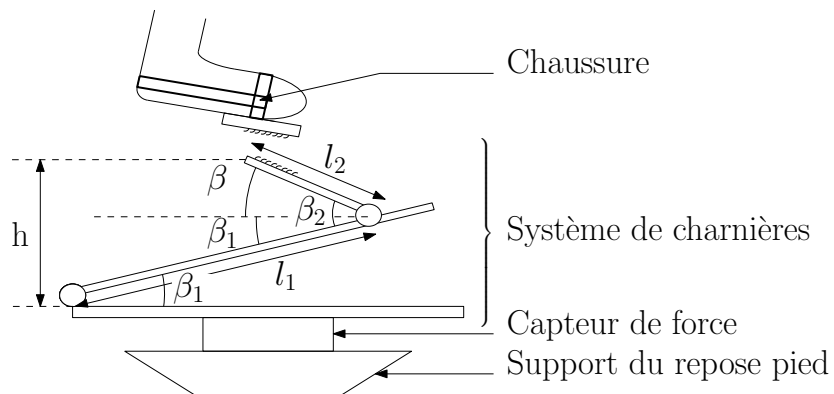 Chaussure
l₂
β
β₂
h
β₁
Système de charnières
l₁
β₁
Capteur de force
Support du repose pied